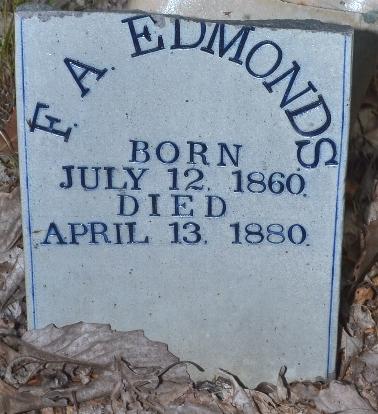 F. A. EDMONDS
BORN
JULY 12, 1860.
DIED
APRIL 13, 1880.